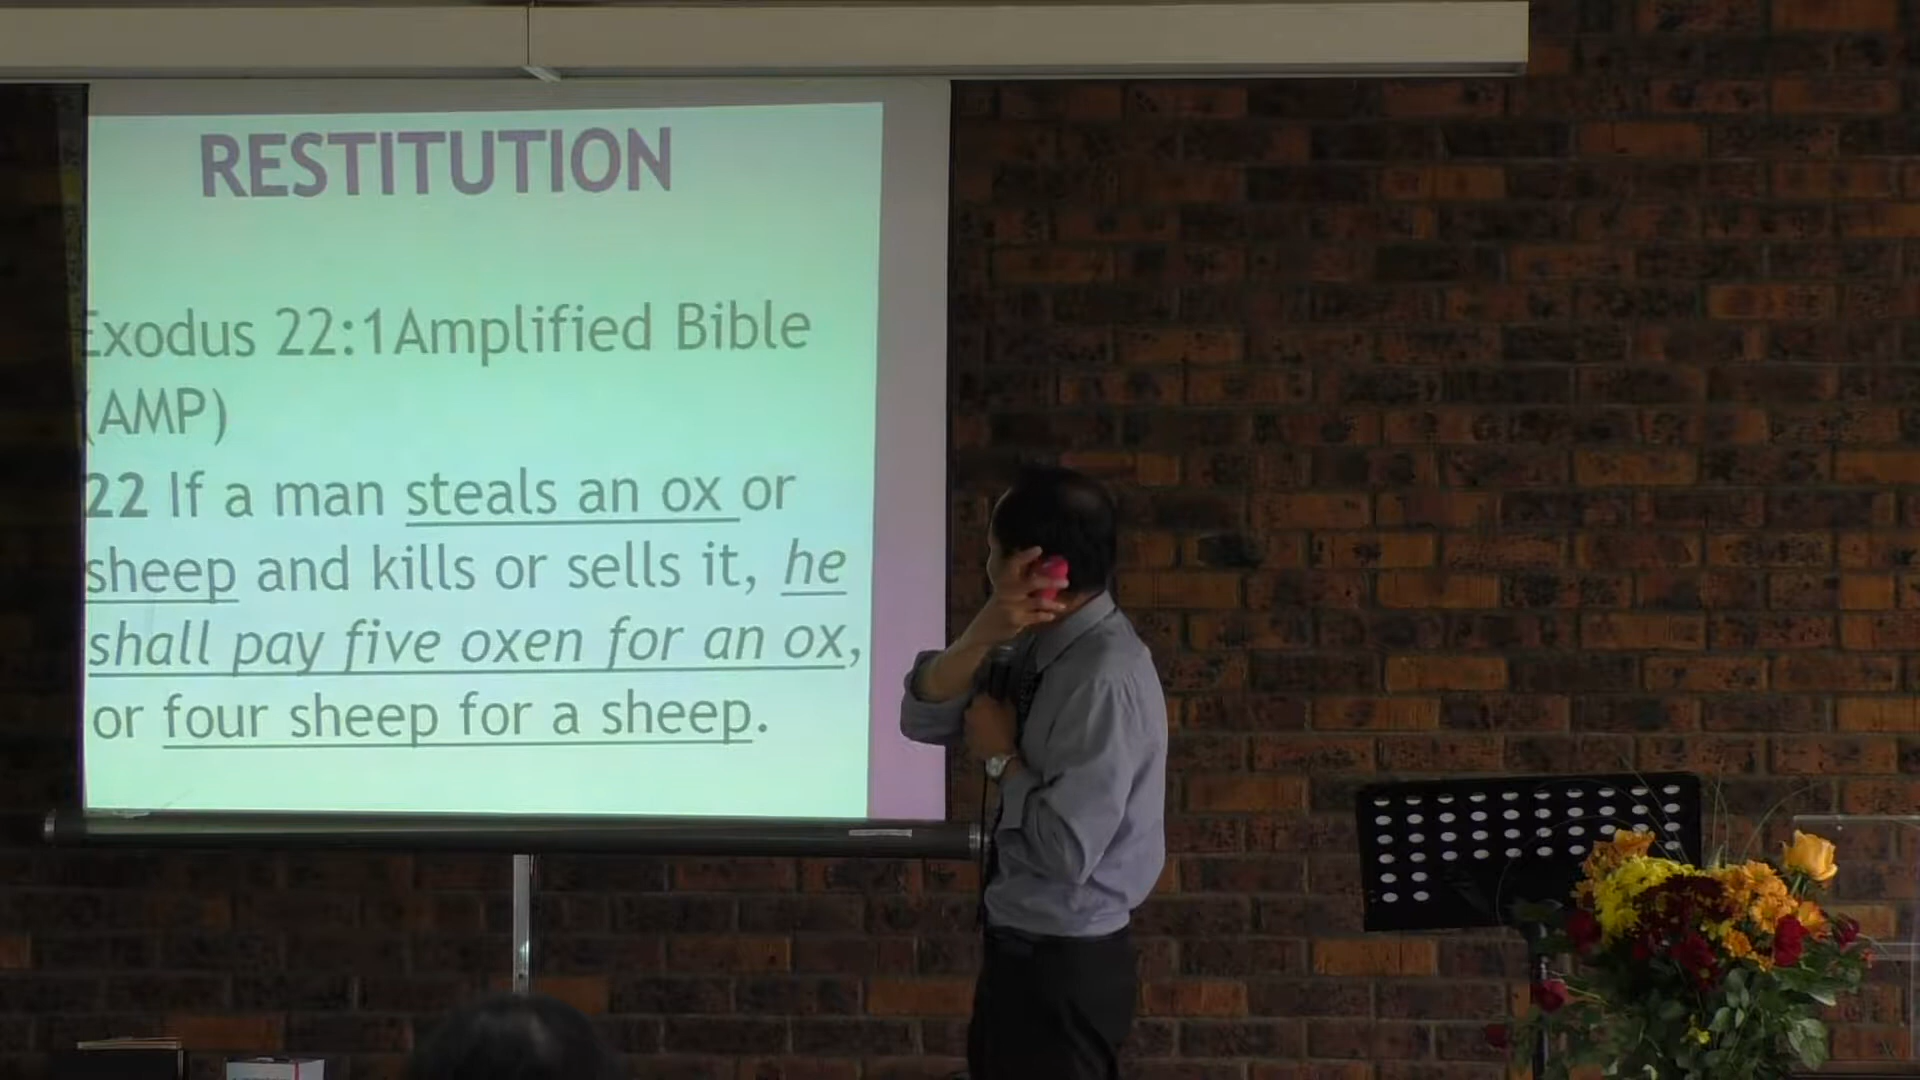 RESTITUTION
Exodus 22:1Amplified Bible
(AMP)
22 If a man steals an ox or
sheep and kills or sells it, he
shall pay five oxen for an ox,
or four sheep for a sheep.